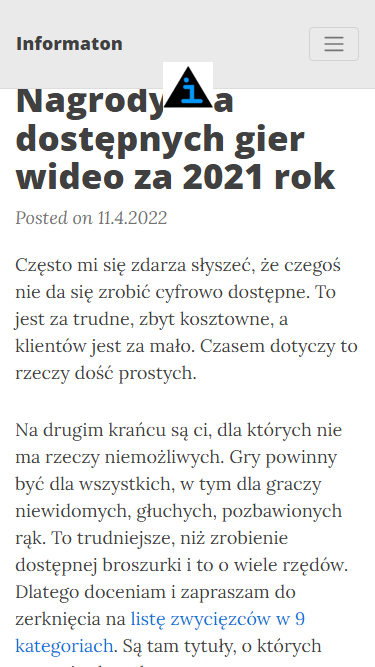 Informaton
Nagrody a
dostępnych gier
wideo za 2021 rok
Posted on 11.4.2022
Często mi się zdarza słyszeć, że czegoś
nie da się zrobić cyfrowo dostępne. To
jest za trudne, zbyt kosztowne, a
klientów jest za mało. Czasem dotyczy to
rzeczy dość prostych.
Na drugim krańcu są ci, dla których nie
ma rzeczy niemożliwych. Gry powinny
być dla wszystkich, w tym dla graczy
niewidomych, głuchych, pozbawionych
rąk. To trudniejsze, niż zrobienie
dostępnej broszurki i to o wiele rzędów.
Dlatego doceniam i zapraszam do
zerknięcia na listę zwycięzców w 9
kategoriach. Są tam tytuły, o których